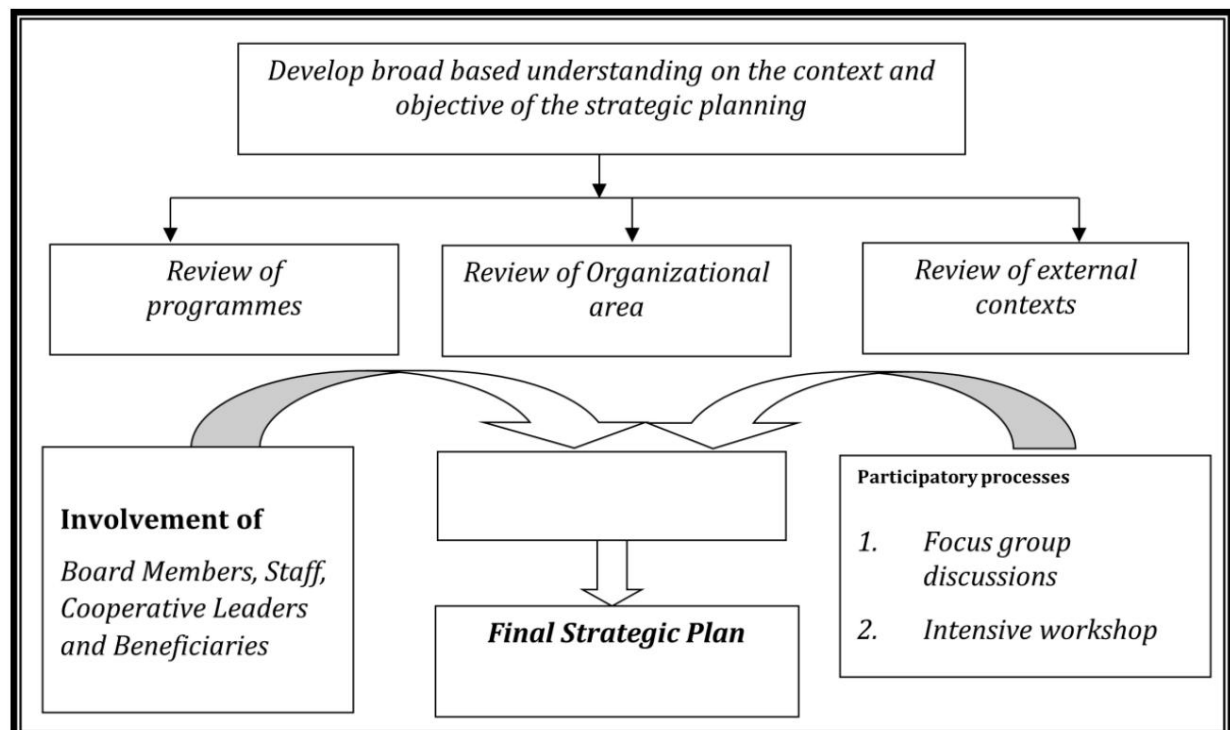 Develop broad based understanding on the context and
objective of the strategic planning
Review of
programmes
Review of Organizational
area
Review of external
contexts
Involvement of
Board Members, Staff,
Cooperative Leaders
and Beneficiaries
Final Strategic Plan
Participatory processes
1. Focus group
discussions
2. Intensive workshop